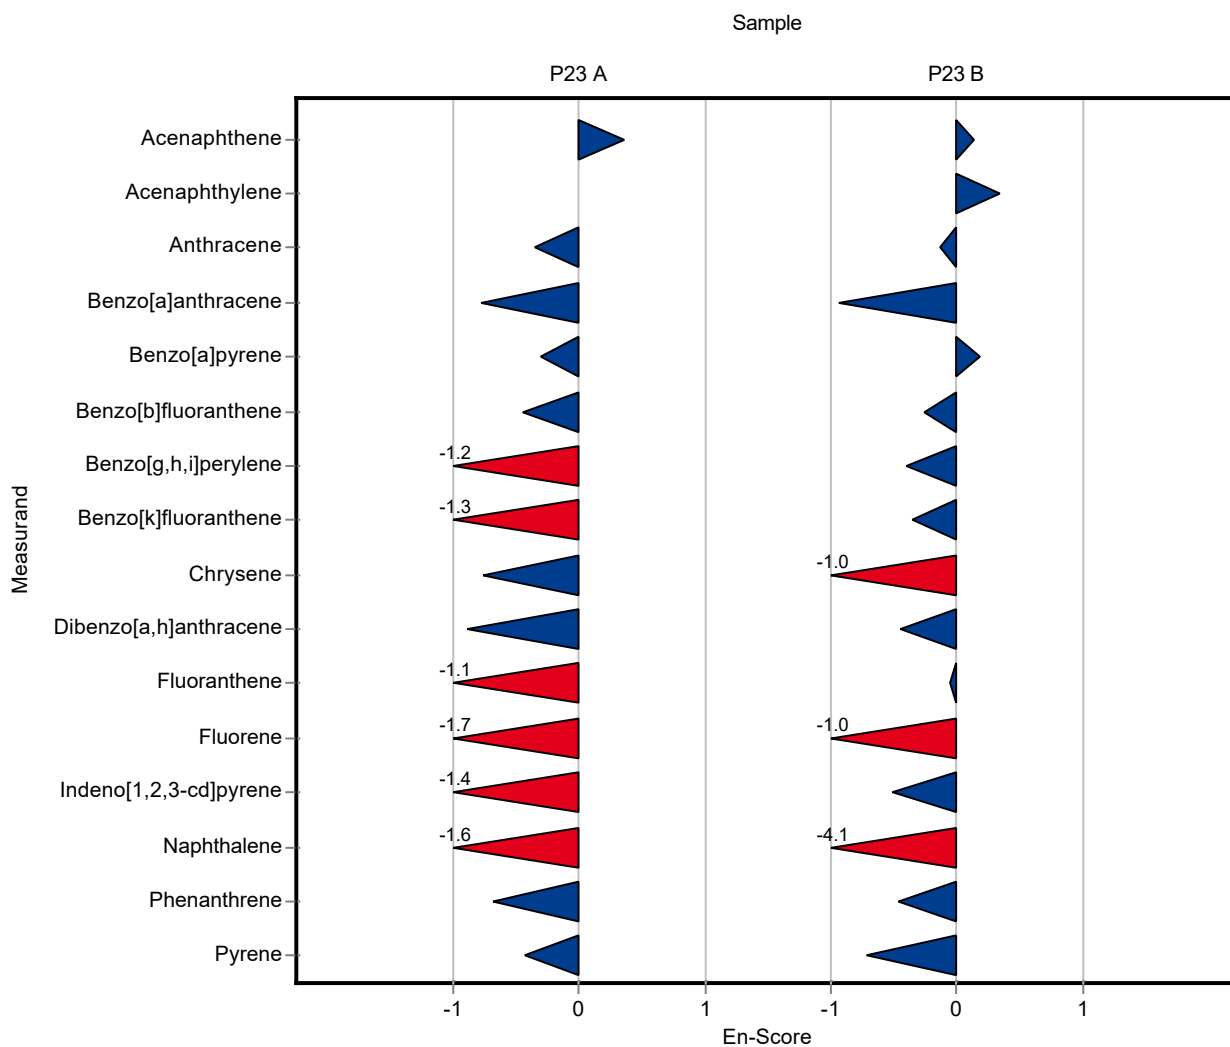 Sample
P23 A P23 B
Acenaphthene
Acenaphthylene
Anthracene
Benzo[a]anthracene
Benzo[a]pyrene
Benzo[b]fluoranthene
Benzo[g,h,i]perylene -1.2
Benzo[k]fluoranthene -1.3
Chrysene -1.0
Dibenzo[a,h]anthracene
Fluoranthene -1.1
Fluorene -1.7 -1.0
Indeno[1,2,3-cd]pyrene -1.4
Naphthalene -1.6 -4.1
Phenanthrene
Pyrene
Measurand
-1 0 1 -1 0 1
En-Score